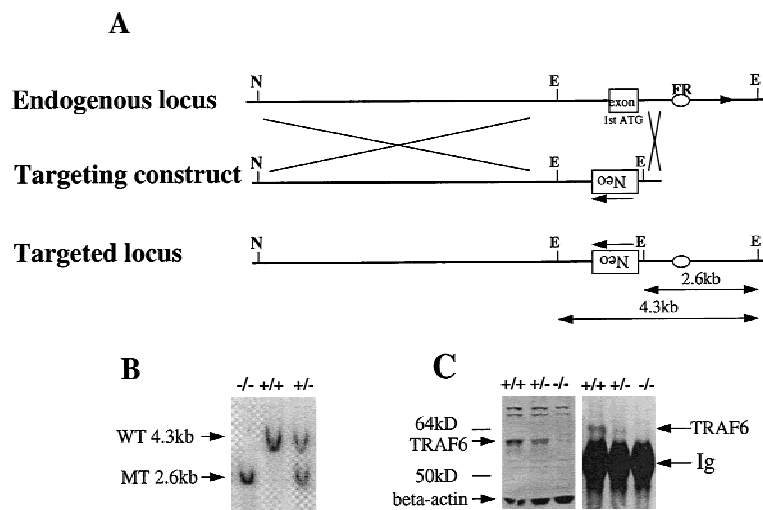 A
N E FR E
Endogenous locus exon
1st ATG
N E E
Targeting construct Neo
N E E E
Targeted locus Neo
2.6kb
4.3kb
B C
-/- +/+ +/- +/+ +/- -/- +/+ +/- -/-
WT 4.3kb 64kD TRAF6
TRAF6
Ig
MT 2.6kb 50kD
beta-actin